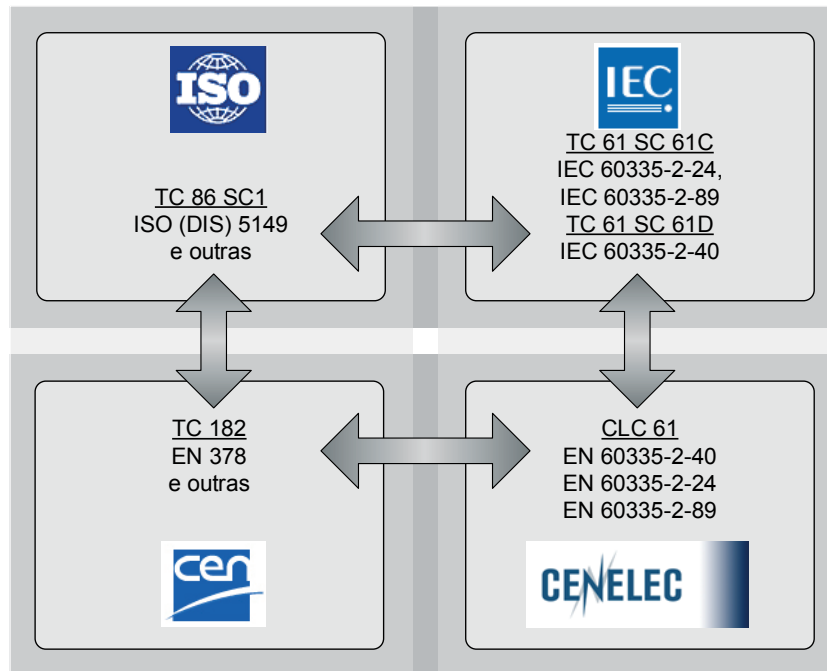 ISO
TC 86 SC1
ISO (DIS) 5149
e outras
IEC
TC 61 SC 61C
IEC 60335-2-24,
IEC 60335-2-89
TC 61 SC 61D
IEC 60335-2-40
TC 182
EN 378
e outras
cen
CLC 61
EN 60335-2-40
EN 60335-2-24
EN 60335-2-89
CENELEC